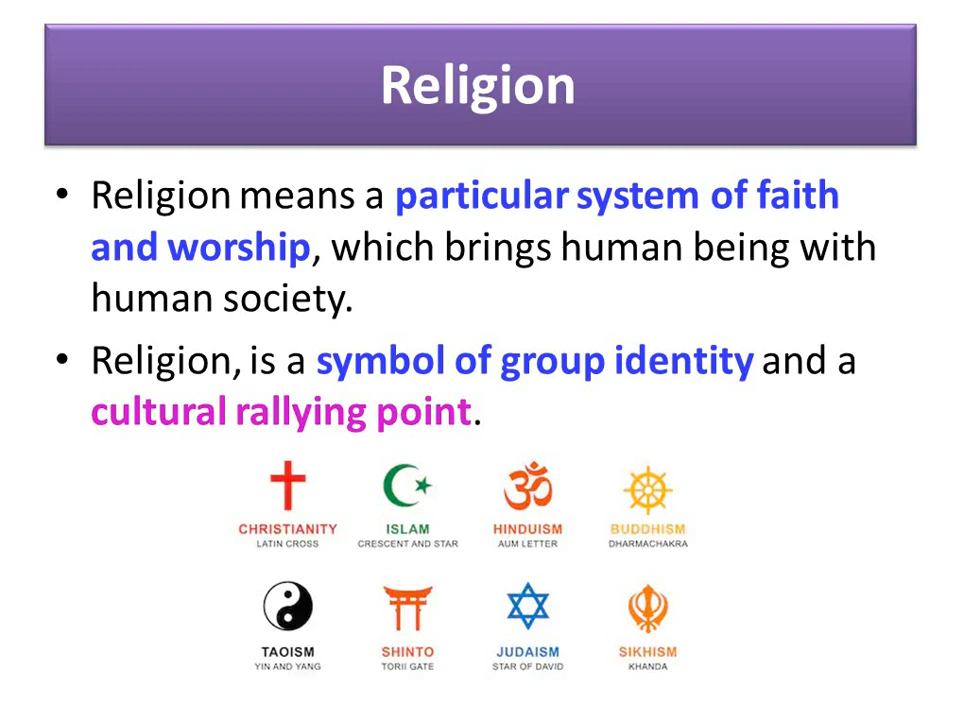 Religion
• Religion means a particular system of faith
and worship, which brings human being with
human society.
• Religion, is a symbol of group identity and a
cultural rallying point.
CHRISTIANITY ISLAM HINDUISM BUDDHISM
LATIN CROSS CRESCENT AND STAR AUM LETTER DHARMACHAKRA
TAOISM SHINTO JUDAISM SIKHISM
YIN AND YANG TORII GATE STAR OF DAVID KHANDA